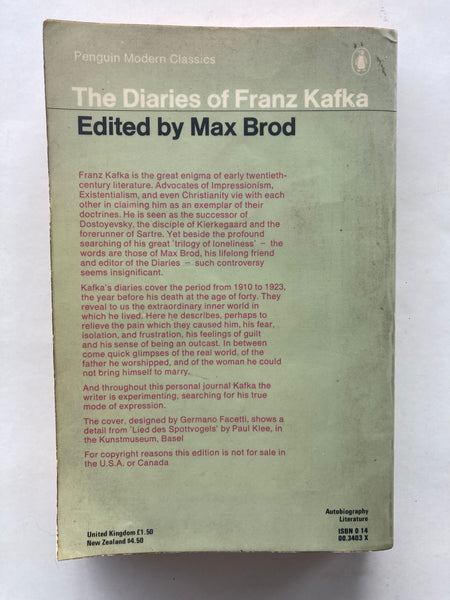 Penguin Modern Classics
The Diaries of Franz Kafka
Edited by Max Brod
Franz Kafka is the great enigma of early twentieth-
century literature. Advocates of Impressionism,
Existentialism, and even Christianity vie with each
other in claiming him as an exemplar of their
doctrines. He is seen as the successor of
Dostoyevsky, the disciple of Kierkegaard and the
forerunner of Sartre. Yet beside the profound
searching of his great 'trilogy of loneliness' – the
words are those of Max Brod, his lifelong friend
and editor of the Diaries – such controversy
seems insignificant.
Kafka's diaries cover the period from 1910 to 1923,
the year before his death at the age of forty. They
reveal to us the extraordinary inner world in
which he lived. Here he describes, perhaps to
relieve the pain which they caused him, his fear,
isolation, and frustration, his feelings of guilt
and his sense of being an outcast. In between
come quick glimpses of the real world, of the
father he worshipped, and of the woman he could
not bring himself to marry.
And throughout this personal journal Kafka the
writer is experimenting, searching for his true
mode of expression.
The cover, designed by Germano Facetti, shows a
detail from 'Lied des Spottvogels' by Paul Klee, in
the Kunstmuseum, Basel
For copyright reasons this edition is not for sale in
the U.S.A. or Canada
United Kingdom £1.50
New Zealand $4.50
Autobiography
Literature
ISBN 0 14
00.3403 X